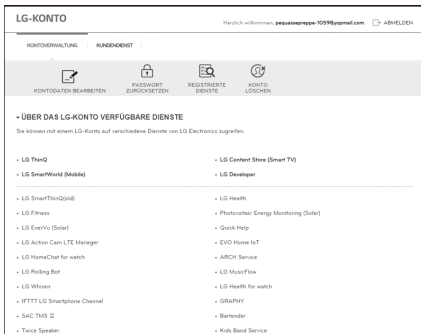 LG-KONTO
Herzlich willkommen, pequassepreppe-1059@yopmail.com. ABMELDEN
KONTOVERWALTUNG KUNDENDIENST
KONTODATEN BEARBEITEN
PASSWORT ZURÜCKSETZEN
REGISTRIERTE DIENSTE
KONTO LÖSCHEN
ÜBER DAS LG-KONTO VERFÜGBARE DIENSTE
Sie können mit einem LG-Konto auf verschiedene Dienste von LG Electronics zugreifen.
LG ThinQ
LG Content Store (Smart TV)
LG SmartWorld (Mobile)
LG Developer
LG SmartThinQ(old)
LG Health
LG Fitness
Photovoltaic Energy Monitoring (Solar)
LG EnerVu (Solar)
Quick Help
LG Action Cam LTE Manager
EVO Home IoT
LG HomeChat for watch
ARCH Service
LG Rolling Bot
LG MusicFlow
LG Whisen
LG Health for watch
IFTTT LG Smartphone Channel
GRAPHY
SAC TMS II
Bartender
Twice Speaker
Kids Band Service